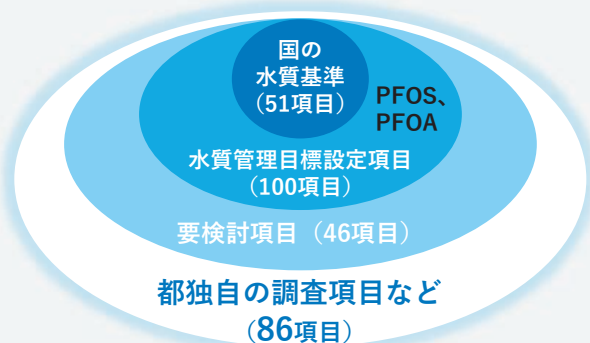 国の
水質基準
（51項目）
PFOS、
PFOA
水質管理目標設定項目
（100項目）
要検討項目（46項目）
都独自の調査項目など
（86項目）